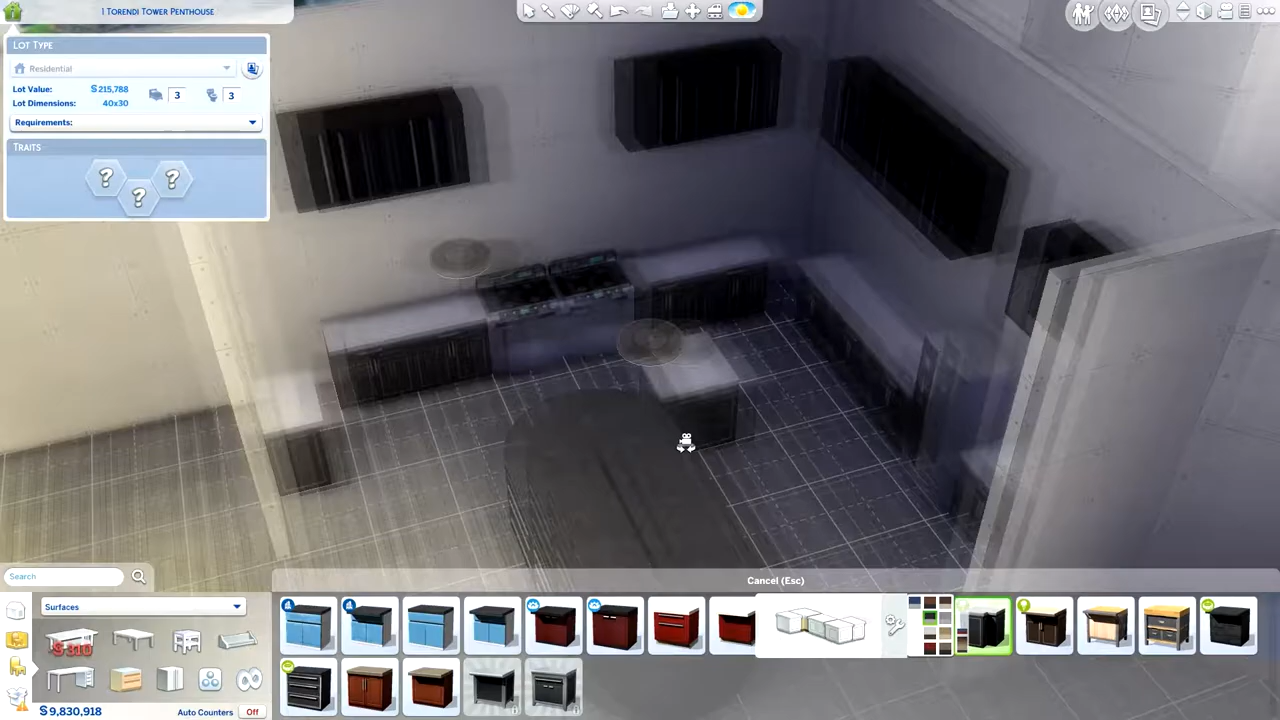 1 Torendi Tower Penthouse
Lot Type
Residential
Lot Value: §215,788 3 3
Lot Dimensions: 40x30
Requirements:
Traits
? ? ?
Search
Cancel (Esc)
Surfaces
§310
§9,830,918 Auto Counters Off